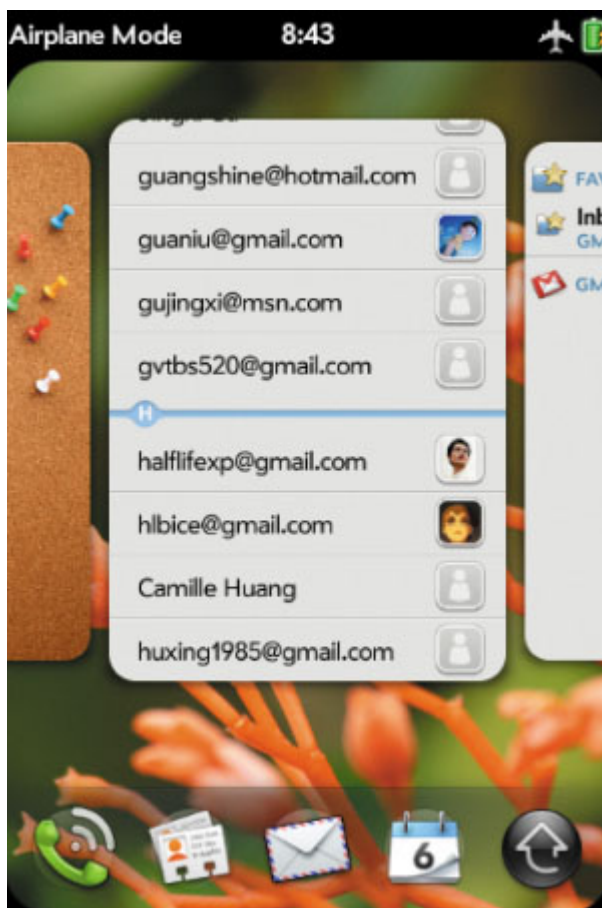 Airplane Mode 8:43
guangshine@hotmail.com
guaniu@gmail.com
gujingxi@msn.com
gvtbs520@gmail.com
H
halflifexp@gmail.com
hlbice@gmail.com
Camille Huang
huxing1985@gmail.com
FAV
Inb
GM
GM
6